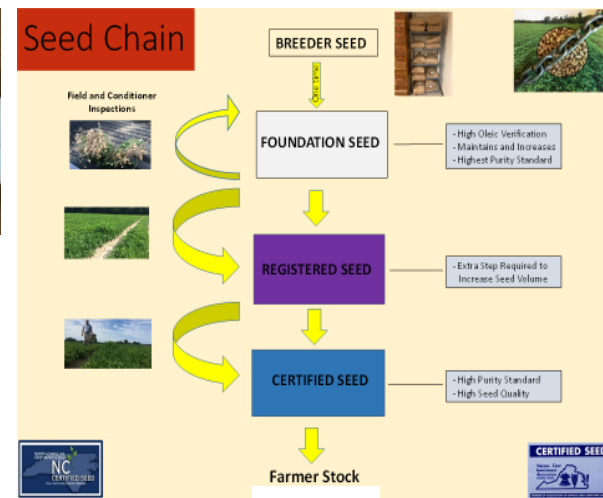 Seed Chain
BREEDER SEED
One time
Field and Conditioner
Inspections
FOUNDATION SEED
- High Oleic Verification
- Maintains and Increases
- Highest Purity Standard
REGISTERED SEED
- Extra Step Required to
Increase Seed Volume
CERTIFIED SEED
- High Purity Standard
- High Seed Quality
Farmer Stock
NC
CERTIFIED SEED
CERTIFIED SEED